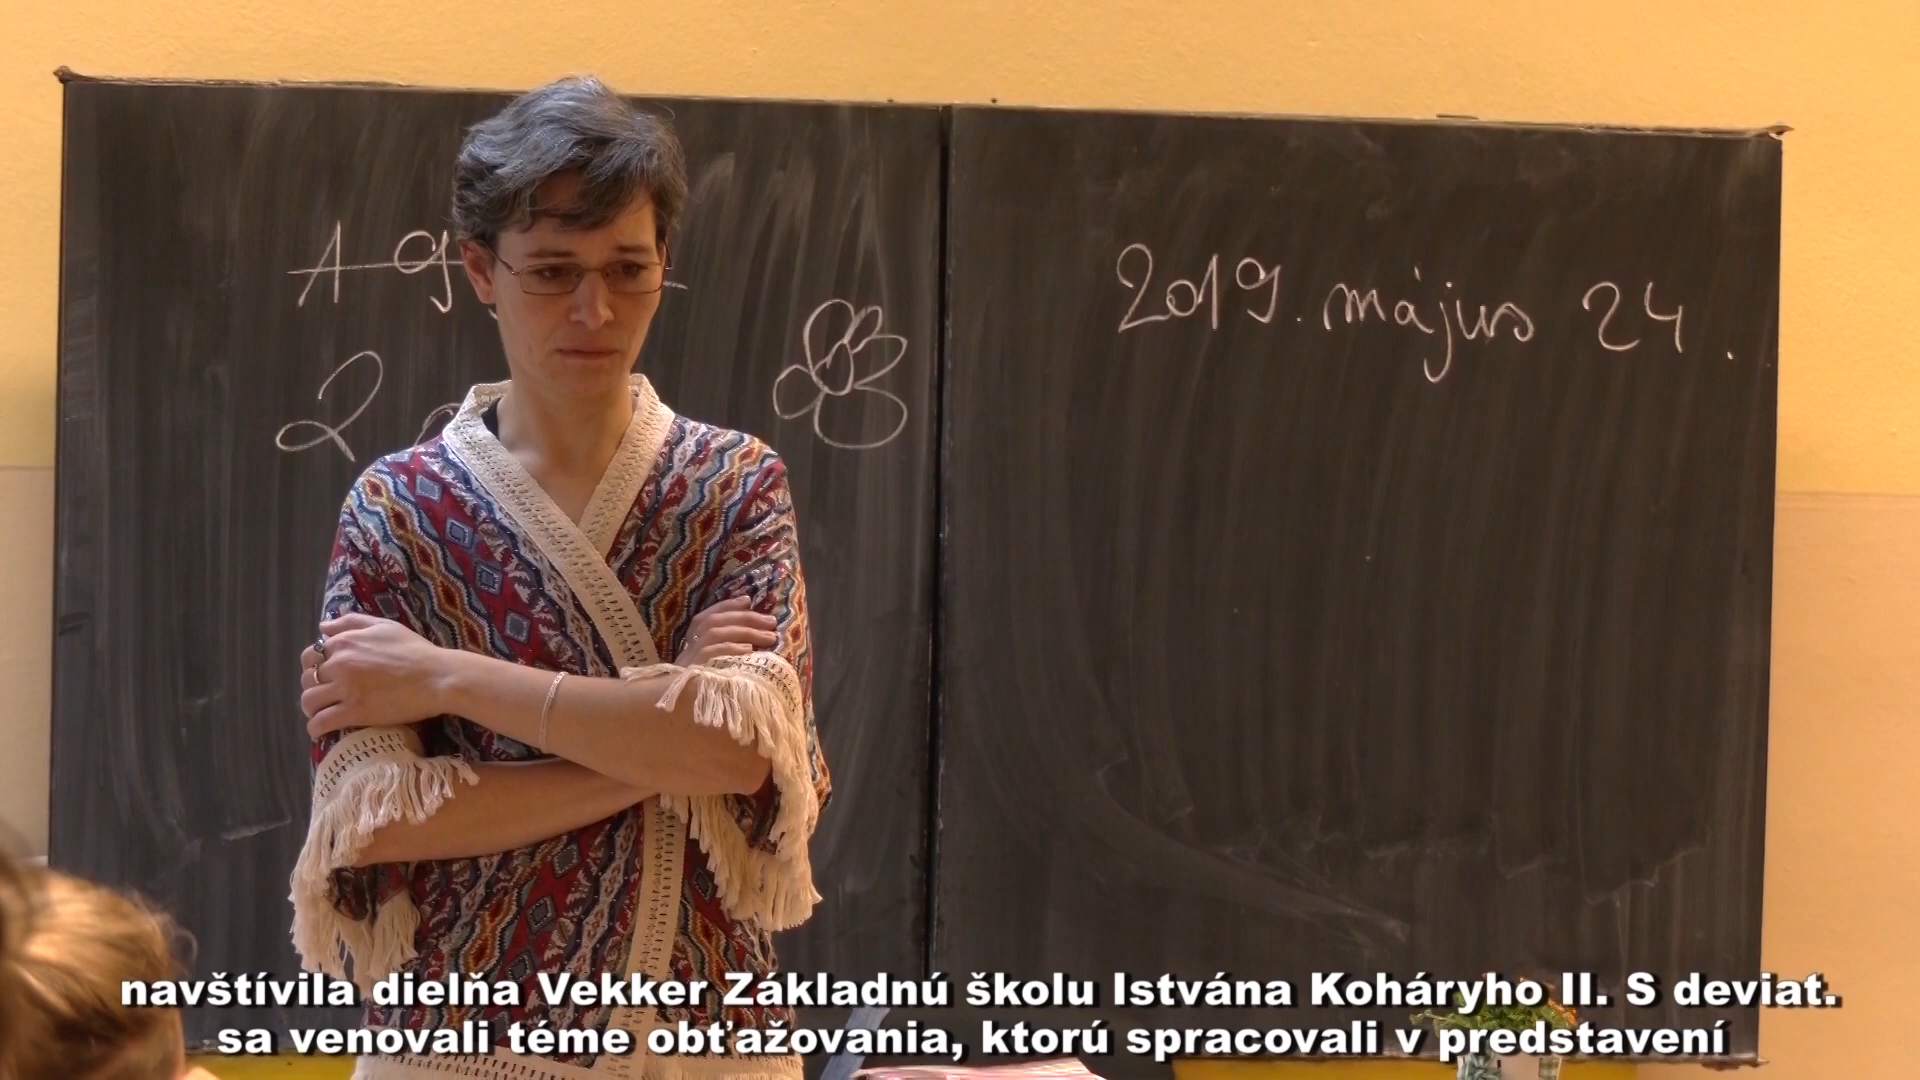 2019. május 24.
navštívila dielňa Vekker Základnú školu Istvána Koháryho II. S deviat.
sa venovali téme obťažovania, ktorú spracovali v predstavení